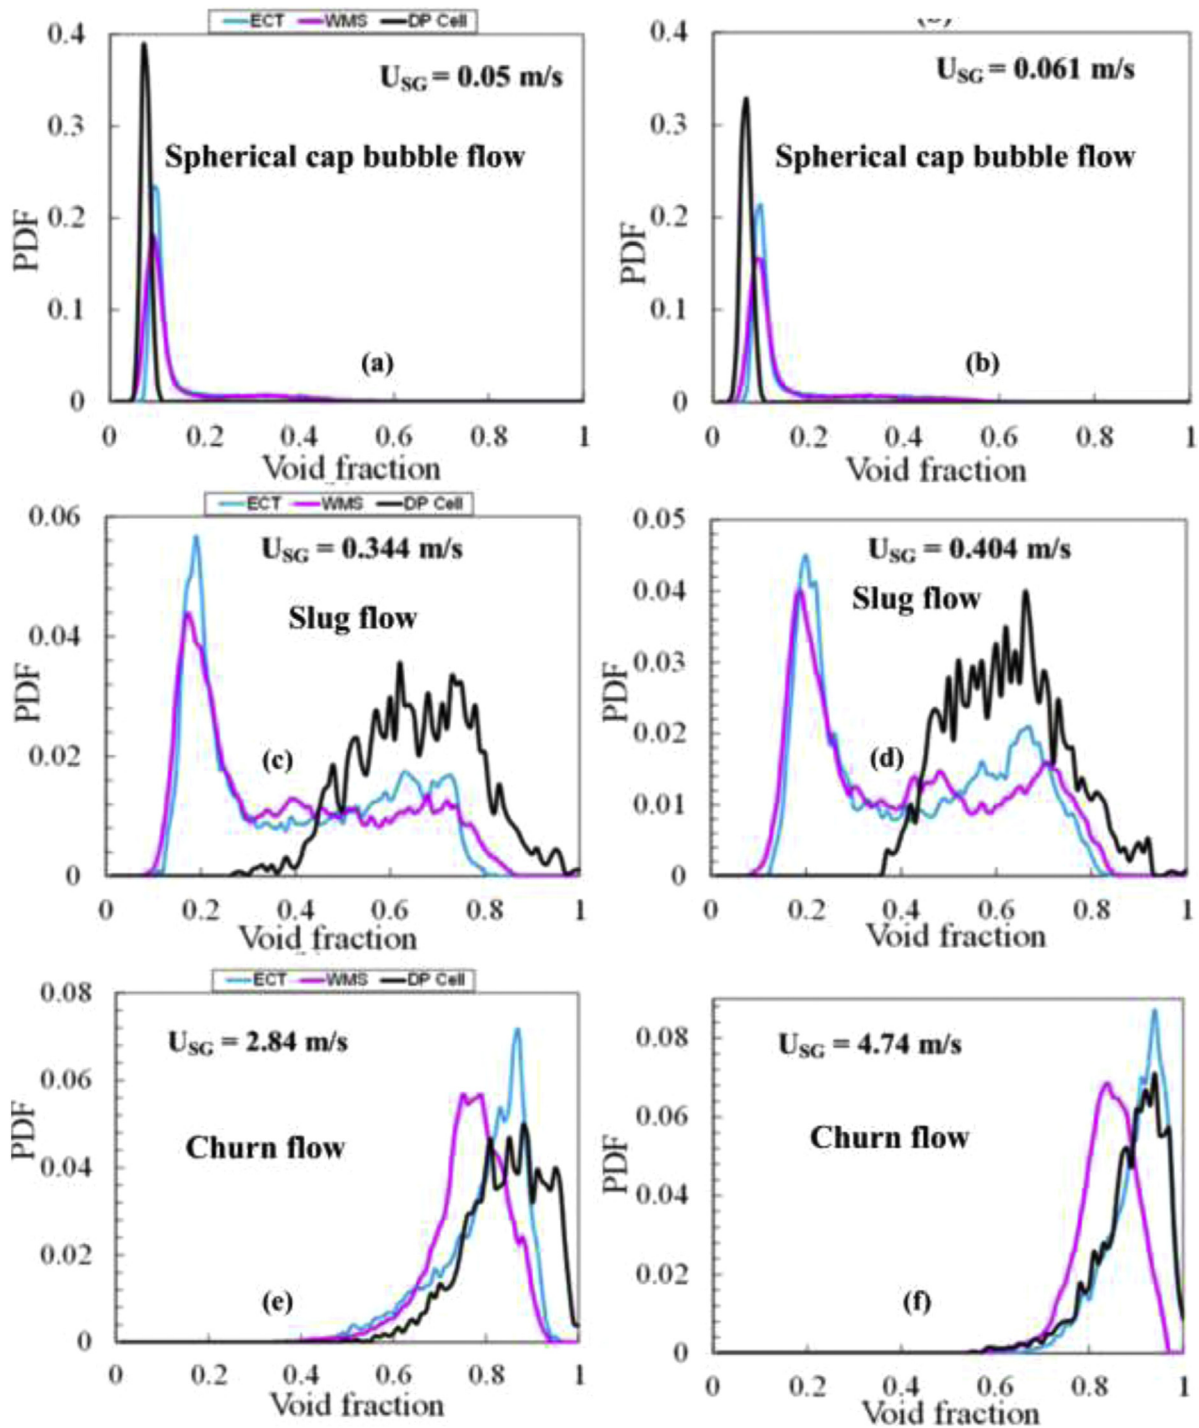 ECT WMS DP Cell
0.4
0.3
0.2
0.1
0
PDF
U_SG = 0.05 m/s
Spherical cap bubble flow
(a)
0 0.2 0.4 0.6 0.8 1
Void fraction
0.4
0.3
0.2
0.1
0
PDF
U_SG = 0.061 m/s
Spherical cap bubble flow
(b)
0 0.2 0.4 0.6 0.8 1
Void fraction
ECT WMS DP Cell
0.06
0.04
0.02
0
PDF
U_SG = 0.344 m/s
Slug flow
(c)
0 0.2 0.4 0.6 0.8 1
Void fraction
0.05
0.04
0.03
0.02
0.01
0
PDF
U_SG = 0.404 m/s
Slug flow
(d)
0 0.2 0.4 0.6 0.8 1
Void fraction
ECT WMS DP Cell
0.08
0.06
0.04
0.02
0
PDF
U_SG = 2.84 m/s
Churn flow
(e)
0 0.2 0.4 0.6 0.8 1
Void fraction
0.08
0.06
0.04
0.02
0
PDF
U_SG = 4.74 m/s
Churn flow
(f)
0 0.2 0.4 0.6 0.8 1
Void fraction